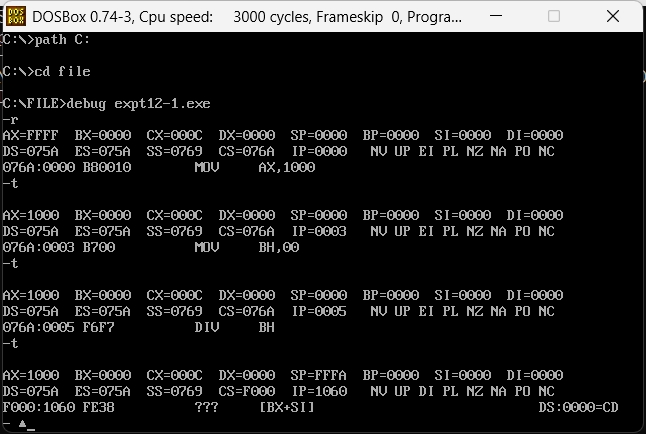 DOSBox 0.74-3, Cpu speed: 3000 cycles, Frameskip 0, Progra...
C:\>path C:
C:\>cd file
C:\FILE>debug expt12-1.exe
-r
AX=FFFF BX=0000 CX=000C DX=0000 SP=0000 BP=0000 SI=0000 DI=0000
DS=075A ES=075A SS=0769 CS=076A IP=0000 NV UP EI PL NZ NA PO NC
076A:0000 B80010 MOV AX,1000
-t
AX=1000 BX=0000 CX=000C DX=0000 SP=0000 BP=0000 SI=0000 DI=0000
DS=075A ES=075A SS=0769 CS=076A IP=0003 NV UP EI PL NZ NA PO NC
076A:0003 B700 MOV BH,00
-t
AX=1000 BX=0000 CX=000C DX=0000 SP=0000 BP=0000 SI=0000 DI=0000
DS=075A ES=075A SS=0769 CS=076A IP=0005 NV UP EI PL NZ NA PO NC
076A:0005 F6F7 DIV BH
-t
AX=1000 BX=0000 CX=000C DX=0000 SP=FFFA BP=0000 SI=0000 DI=0000
DS=075A ES=075A SS=0769 CS=F000 IP=1060 NV UP DI PL NZ NA PO NC
F000:1060 FE38 ??? [BX+SI] DS:0000=CD
- ▲_